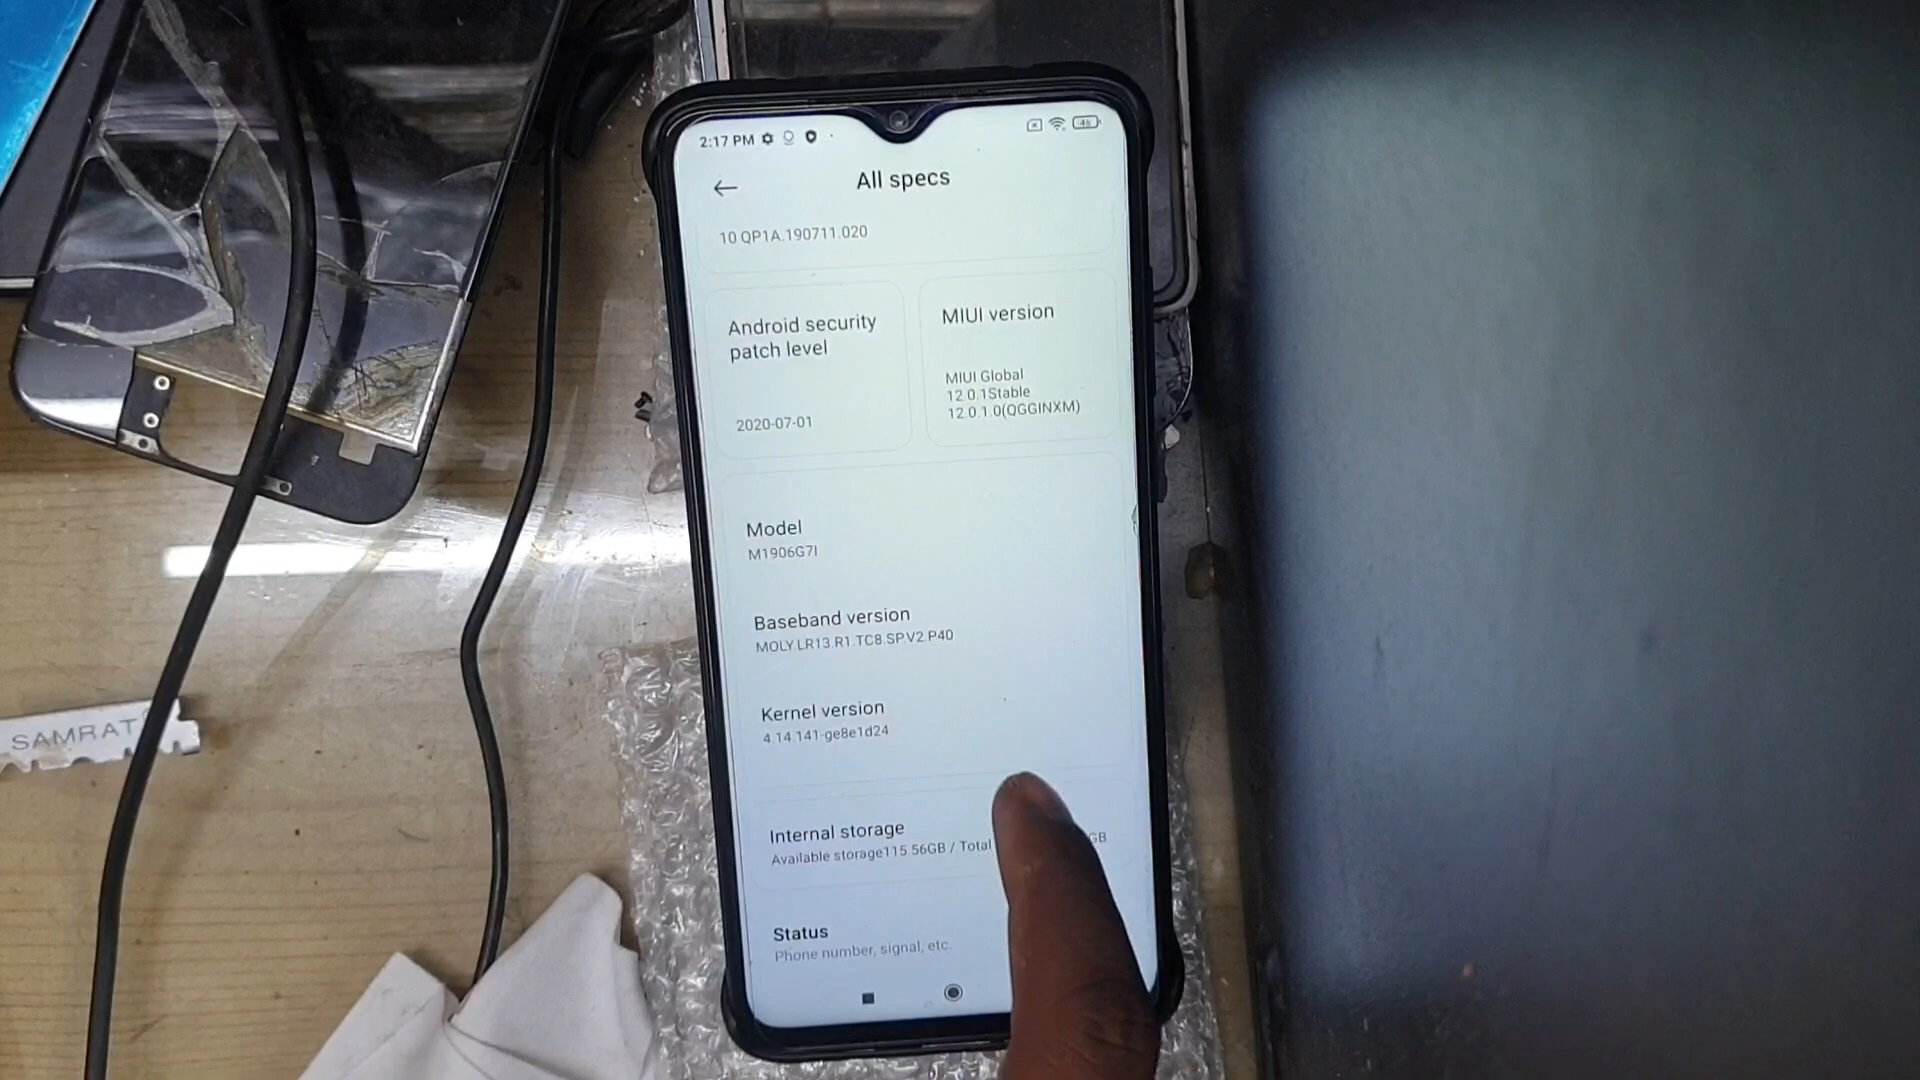 2:17 PM
46
All specs
10 QP1A.190711.020
Android security
patch level
2020-07-01
MIUI version
MIUI Global
12.0.1Stable
12.0.1.0(QGGINXM)
Model
M1906G7I
Baseband version
MOLY.LR13.R1.TC8.SP.V2.P40
Kernel version
4.14.141-ge8e1d24
Internal storage
Available storage115.56GB / Total GB
Status
Phone number, signal, etc.
SAMRAT